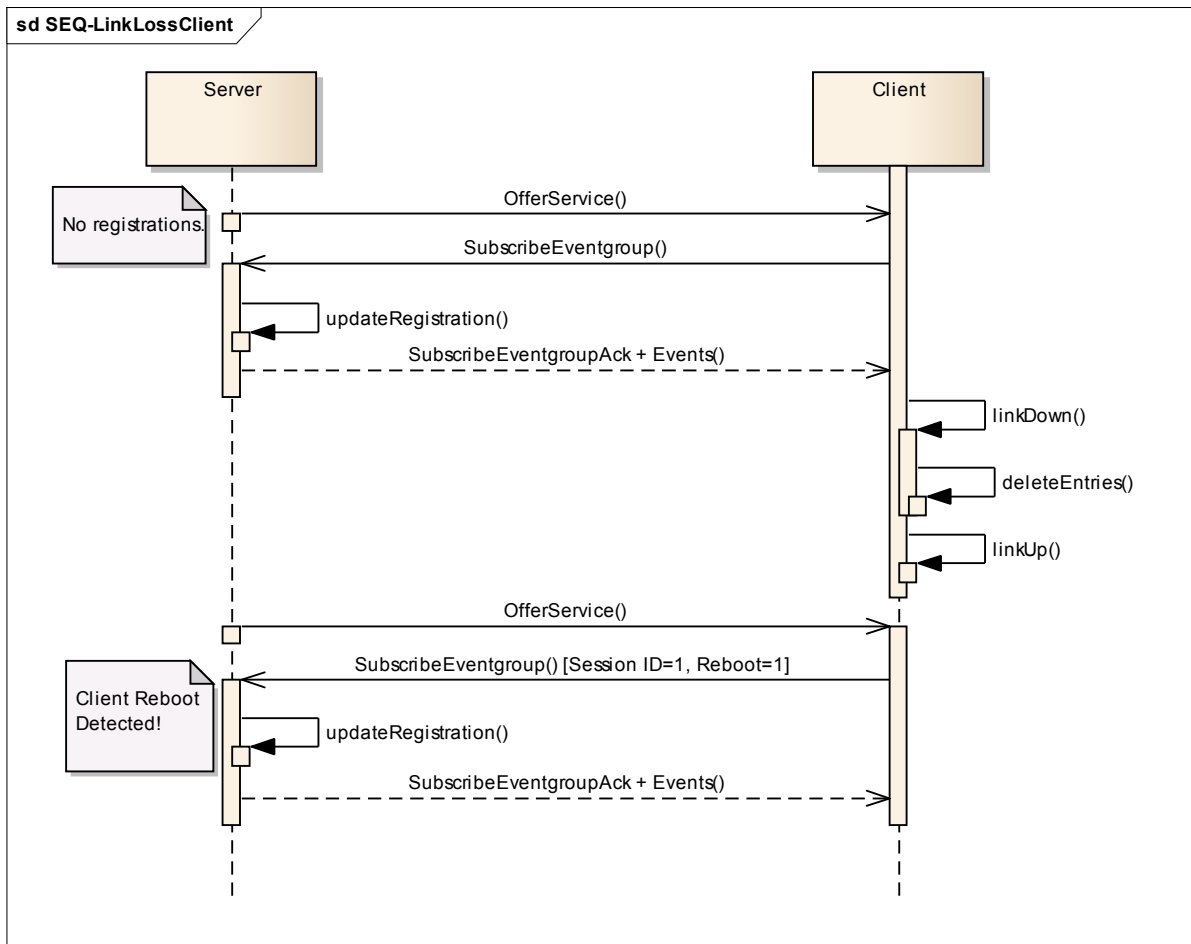 sd SEQ-LinkLossClient
Server
Client
No registrations.
OfferService()
SubscribeEventgroup()
updateRegistration()
SubscribeEventgroupAck + Events()
linkDown()
deleteEntries()
linkUp()
OfferService()
SubscribeEventgroup() [Session ID=1, Reboot=1]
Client Reboot
Detected!
updateRegistration()
SubscribeEventgroupAck + Events()